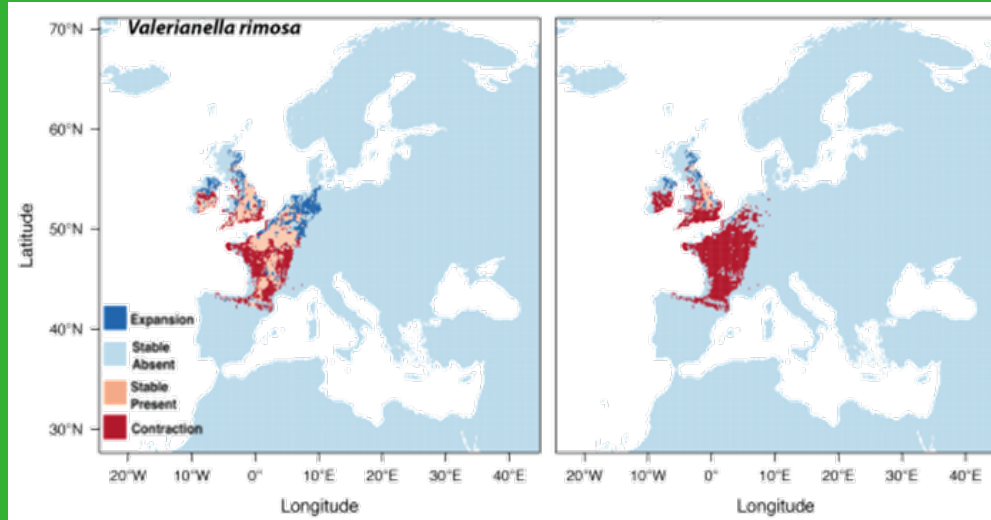 Valerianella rimosa
70°N
60°N
50°N
40°N
30°N
Latitude
Expansion
Stable
Absent
Stable
Present
Contraction
20°W 10°W 0° 10°E 20°E 30°E 40°E
Longitude
20°W 10°W 0° 10°E 20°E 30°E 40°E
Longitude